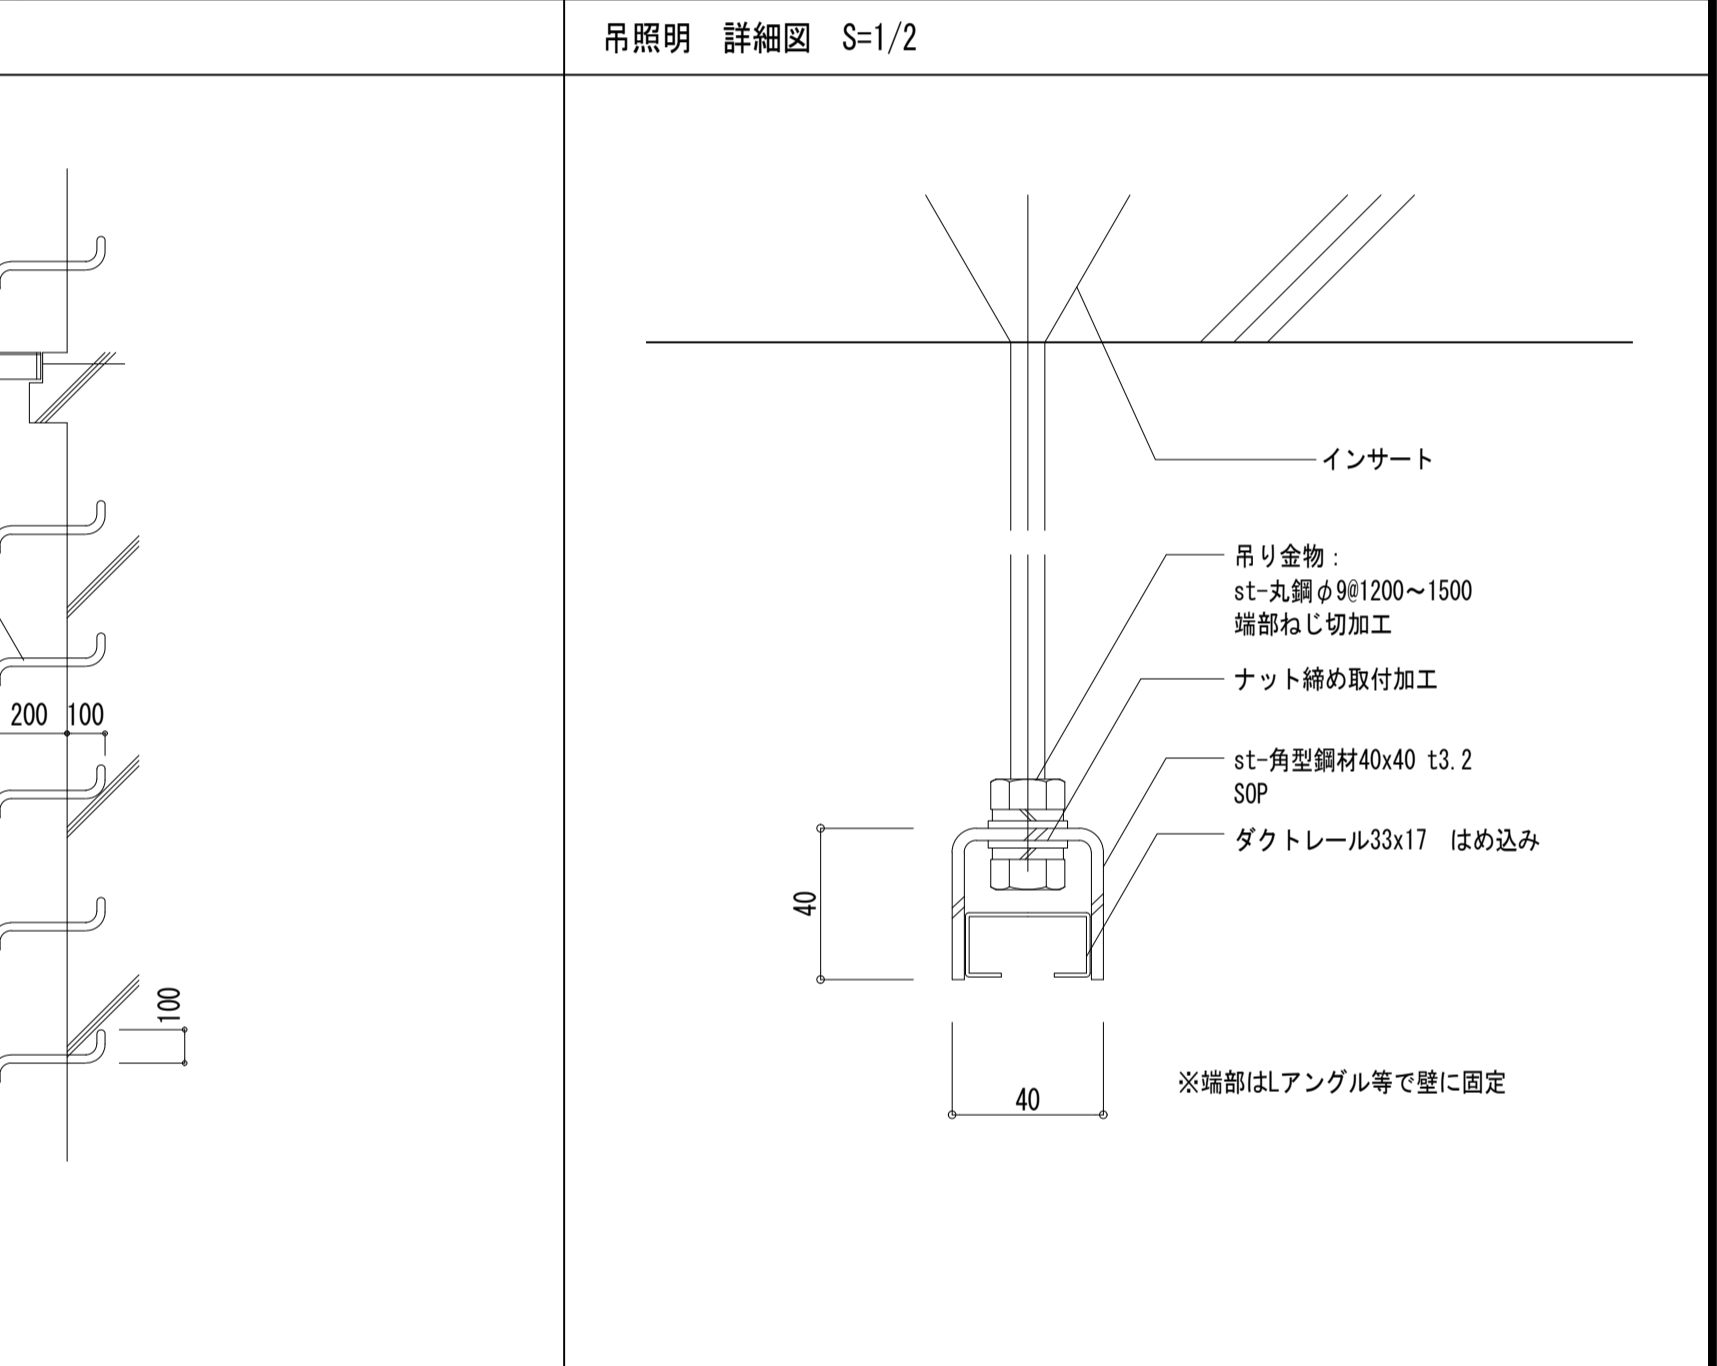 吊照明　詳細図　S=1/2
インサート
吊り金物：
st-丸鋼φ9@1200～1500
端部ねじ切加工
ナット締め取付加工
st-角型鋼材40x40 t3.2
SOP
ダクトレール33x17　はめ込み
40
40
※端部はLアングル等で壁に固定
200
100
100